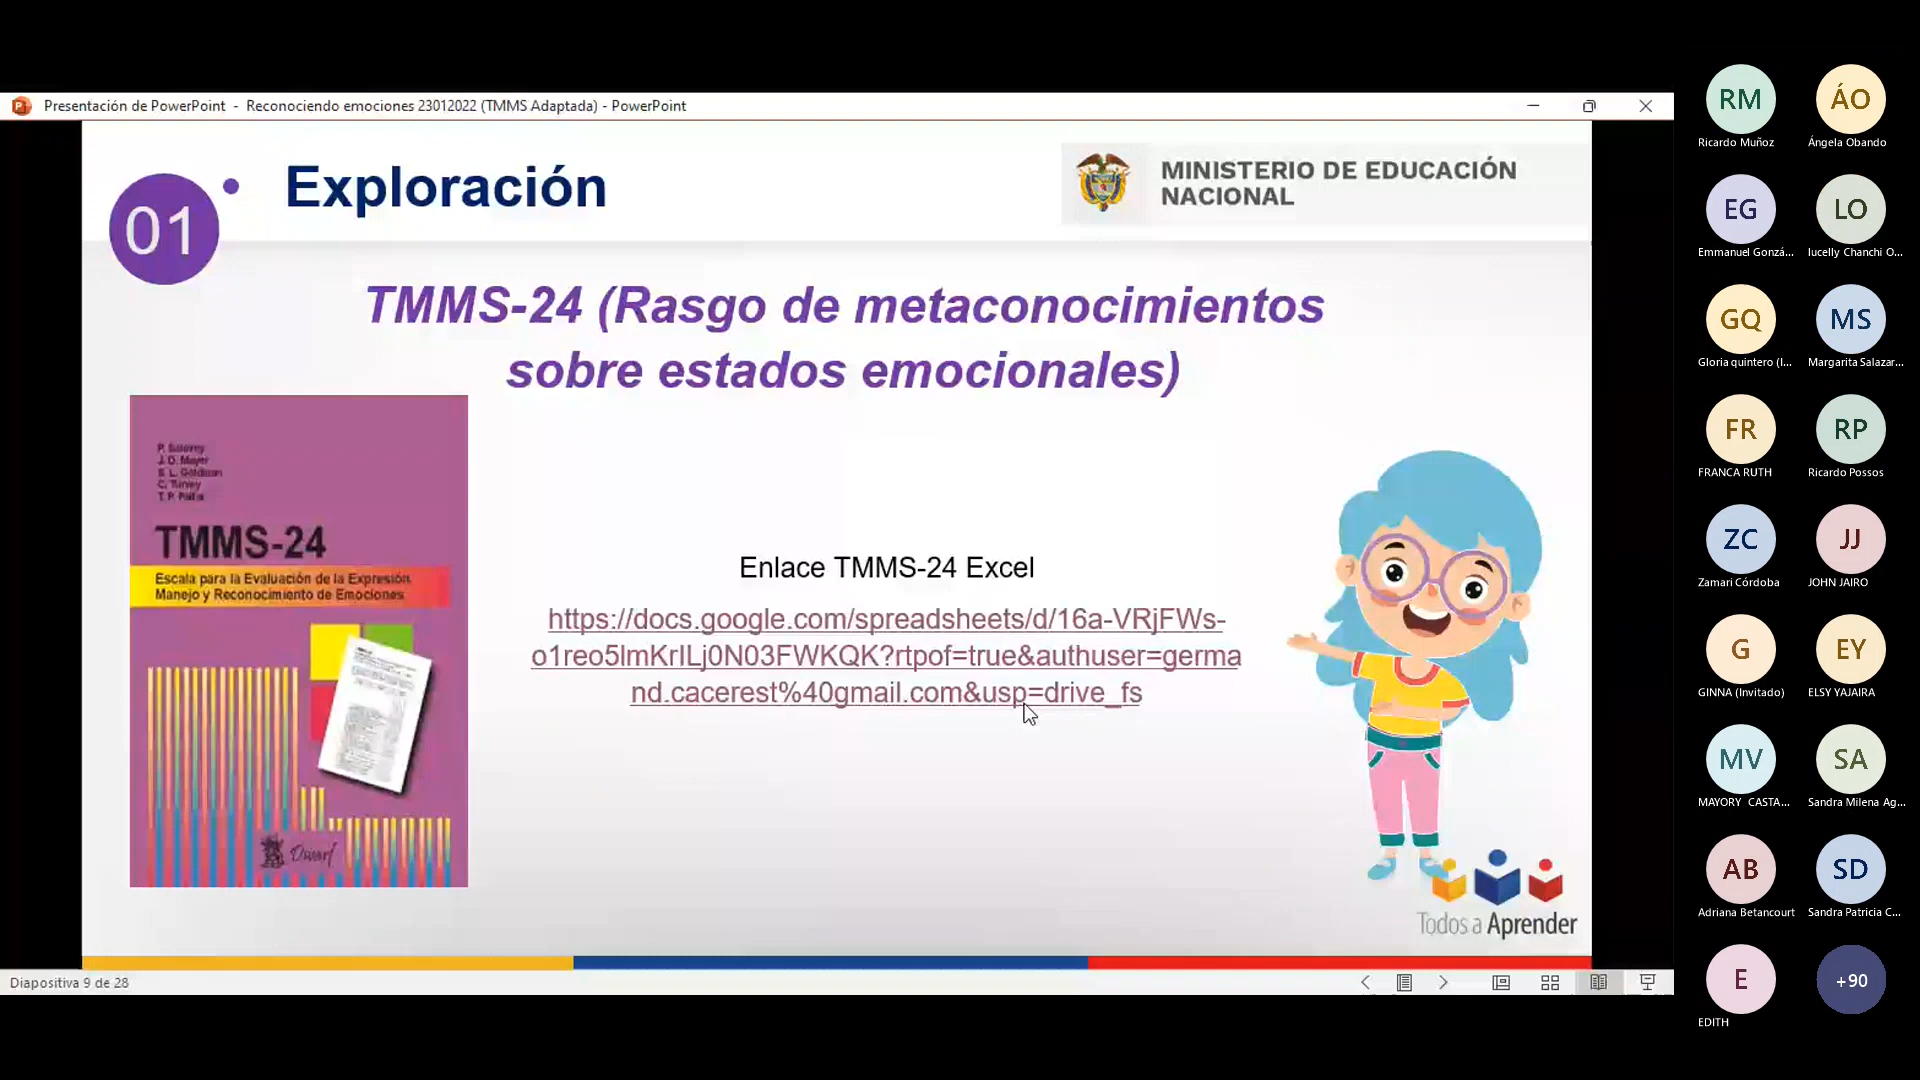 Presentación de PowerPoint - Reconociendo emociones 23012022 (TMMS Adaptada) - PowerPoint
01
Exploración
MINISTERIO DE EDUCACIÓN
NACIONAL
TMMS-24 (Rasgo de metaconocimientos
sobre estados emocionales)
P. Salovey
J. D. Mayer
S. L. Goldman
C. Turvey
T. P. Palfai
TMMS-24
Escala para la Evaluación de la Expresión,
Manejo y Reconocimiento de Emociones
Enlace TMMS-24 Excel
https://docs.google.com/spreadsheets/d/16a-VRjFWs-
o1reo5lmKrILj0N03FWKQK?rtpof=true&authuser=germa
nd.cacerest%40gmail.com&usp=drive_fs
Todos a Aprender
Diapositiva 9 de 28
RM
Ricardo Muñoz
ÁO
Ángela Obando
EG
Emmanuel Gonzá...
LO
lucelly Chanchi O...
GQ
Gloria quintero (I...
MS
Margarita Salazar...
FR
FRANCA RUTH
RP
Ricardo Possos
ZC
Zamari Córdoba
JJ
JOHN JAIRO
G
GINNA (Invitado)
EY
ELSY YAJAIRA
MV
MAYORY CASTA...
SA
Sandra Milena Ag...
AB
Adriana Betancourt
SD
Sandra Patricia C...
E
EDITH
+90